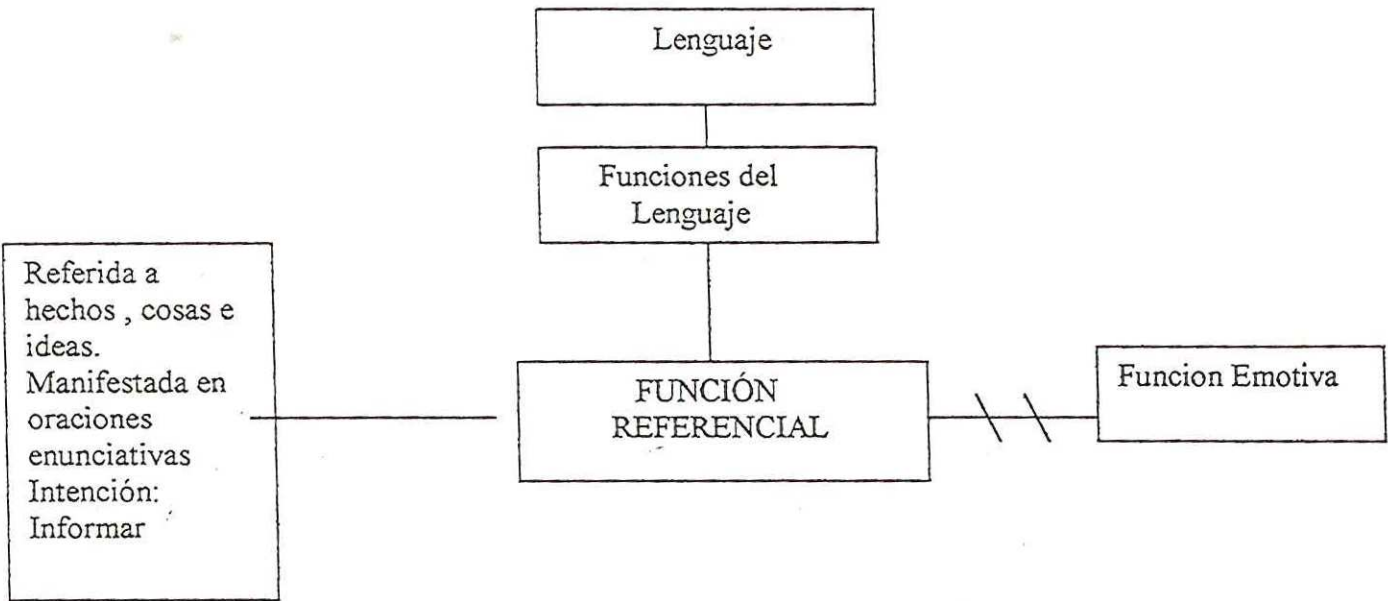 Lenguaje
Funciones del
Lenguaje
Referida a
hechos , cosas e
ideas.
Manifestada en
oraciones
enunciativas
Intención:
Informar
FUNCIÓN
REFERENCIAL
Funcion Emotiva